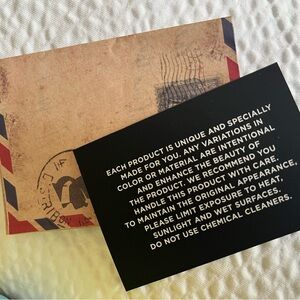 EACH PRODUCT IS UNIQUE AND SPECIALLY
MADE FOR YOU. ANY VARIATIONS IN
COLOR OR MATERIAL ARE INTENTIONAL
AND ENHANCE THE BEAUTY OF
THE PRODUCT. WE RECOMMEND YOU
HANDLE THIS PRODUCT WITH CARE.
TO MAINTAIN THE ORIGINAL APPEARANCE,
PLEASE LIMIT EXPOSURE TO HEAT,
SUNLIGHT AND WET SURFACES.
DO NOT USE CHEMICAL CLEANERS.